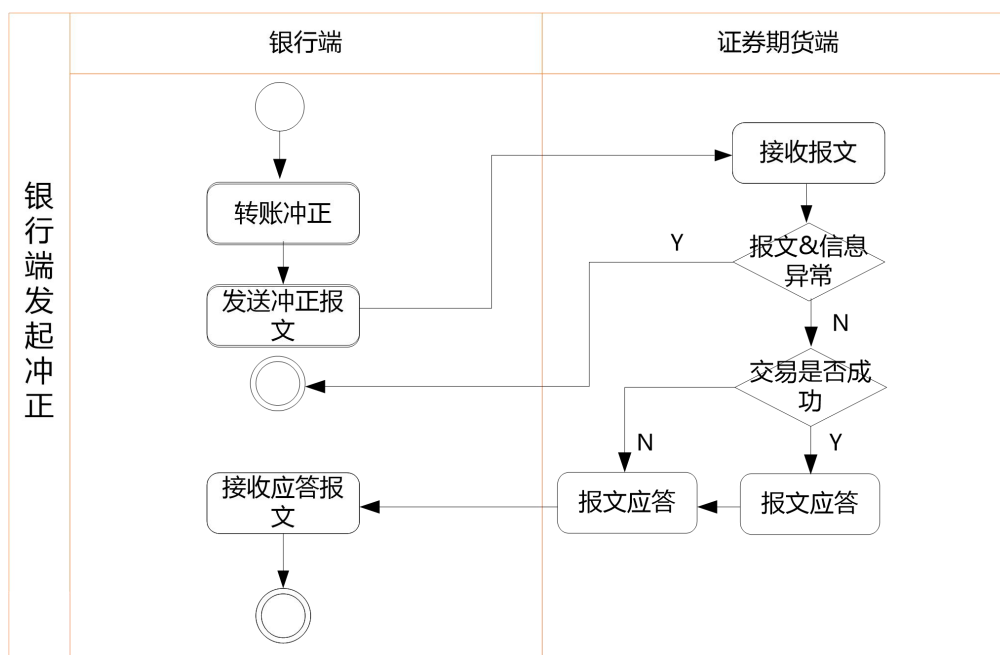 银行端
证券期货端
银行端发起冲正
转账冲正
发送冲正报
文
接收报文
报文&信息
异常
Y
N
交易是否成
功
N
Y
接收应答报
文
报文应答
报文应答